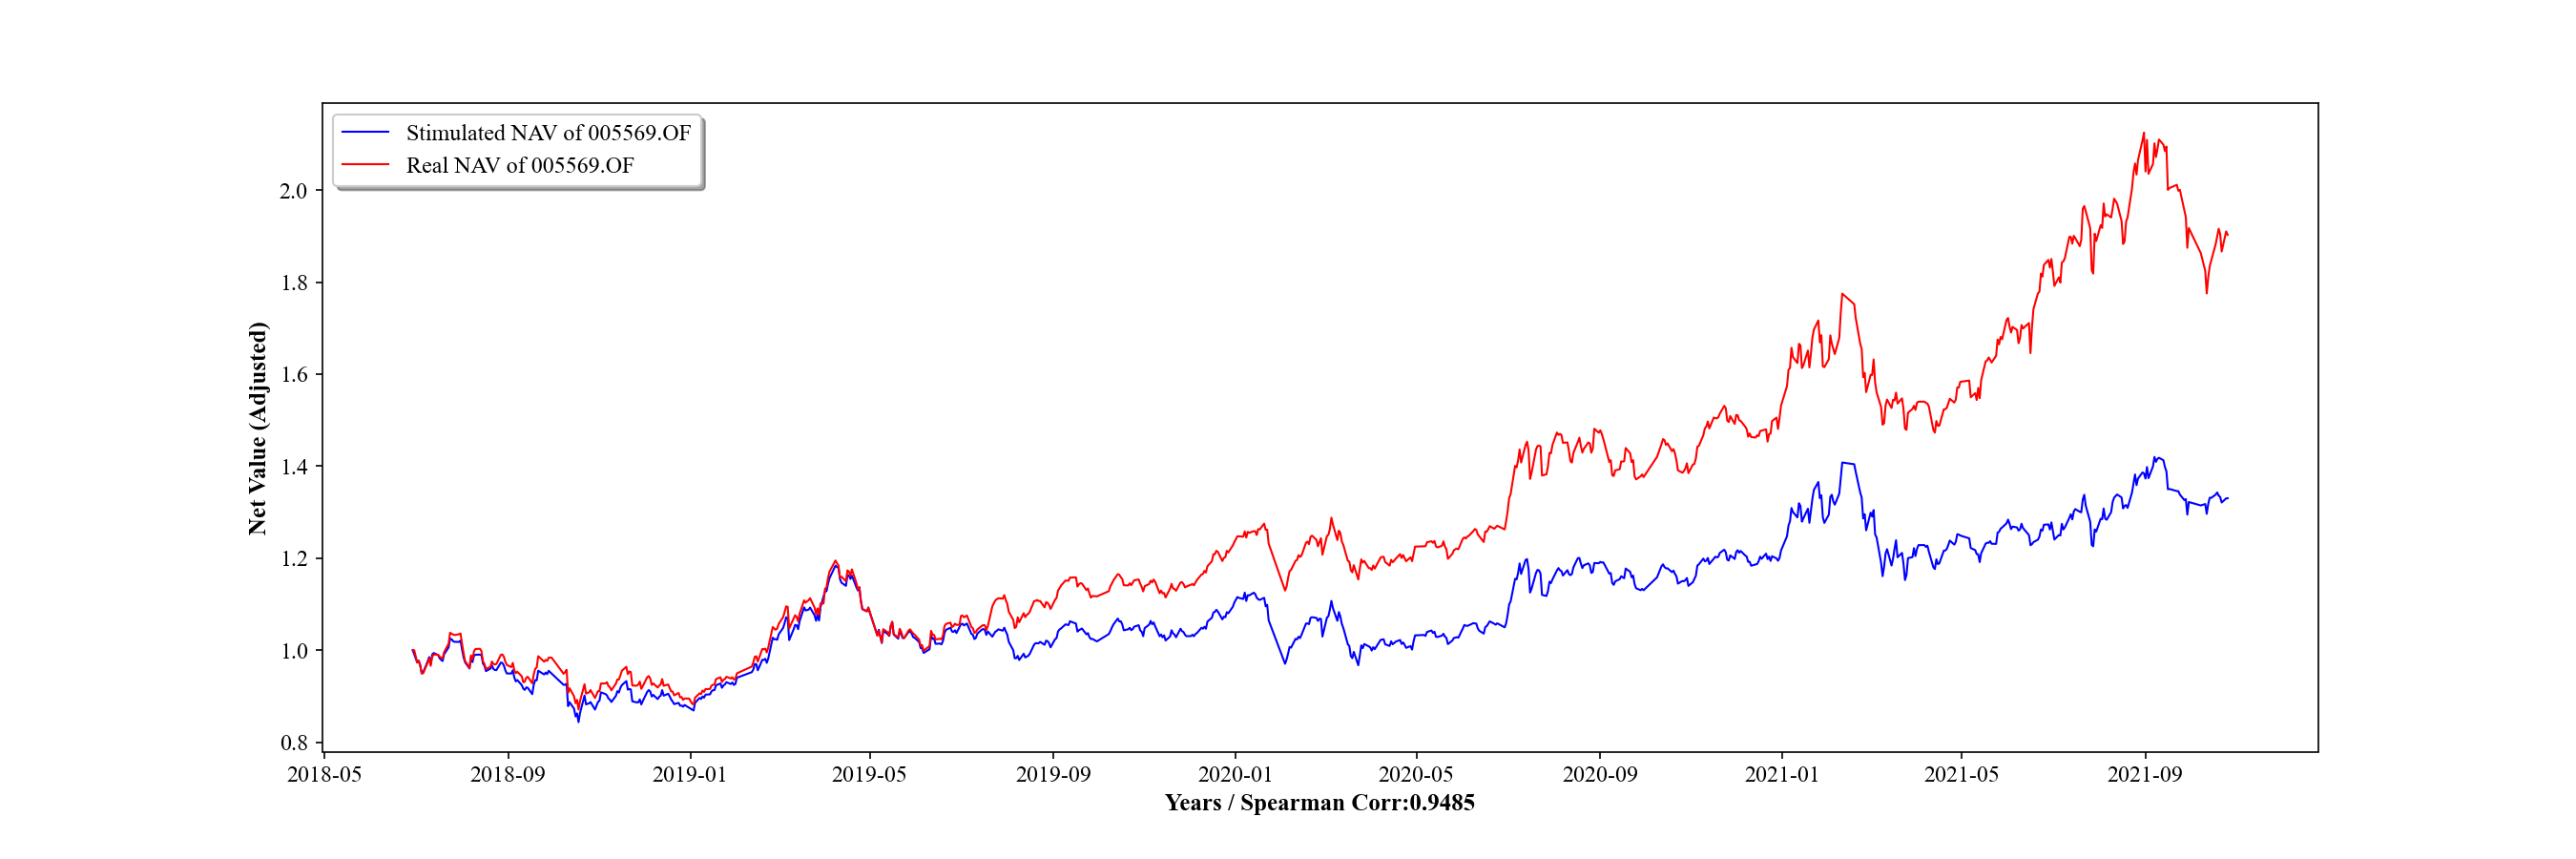 Stimulated NAV of 005569.OF
Real NAV of 005569.OF
Net Value (Adjusted)
2.0
1.8
1.6
1.4
1.2
1.0
0.8
2018-05 2018-09 2019-01 2019-05 2019-09 2020-01 2020-05 2020-09 2021-01 2021-05 2021-09
Years / Spearman Corr:0.9485